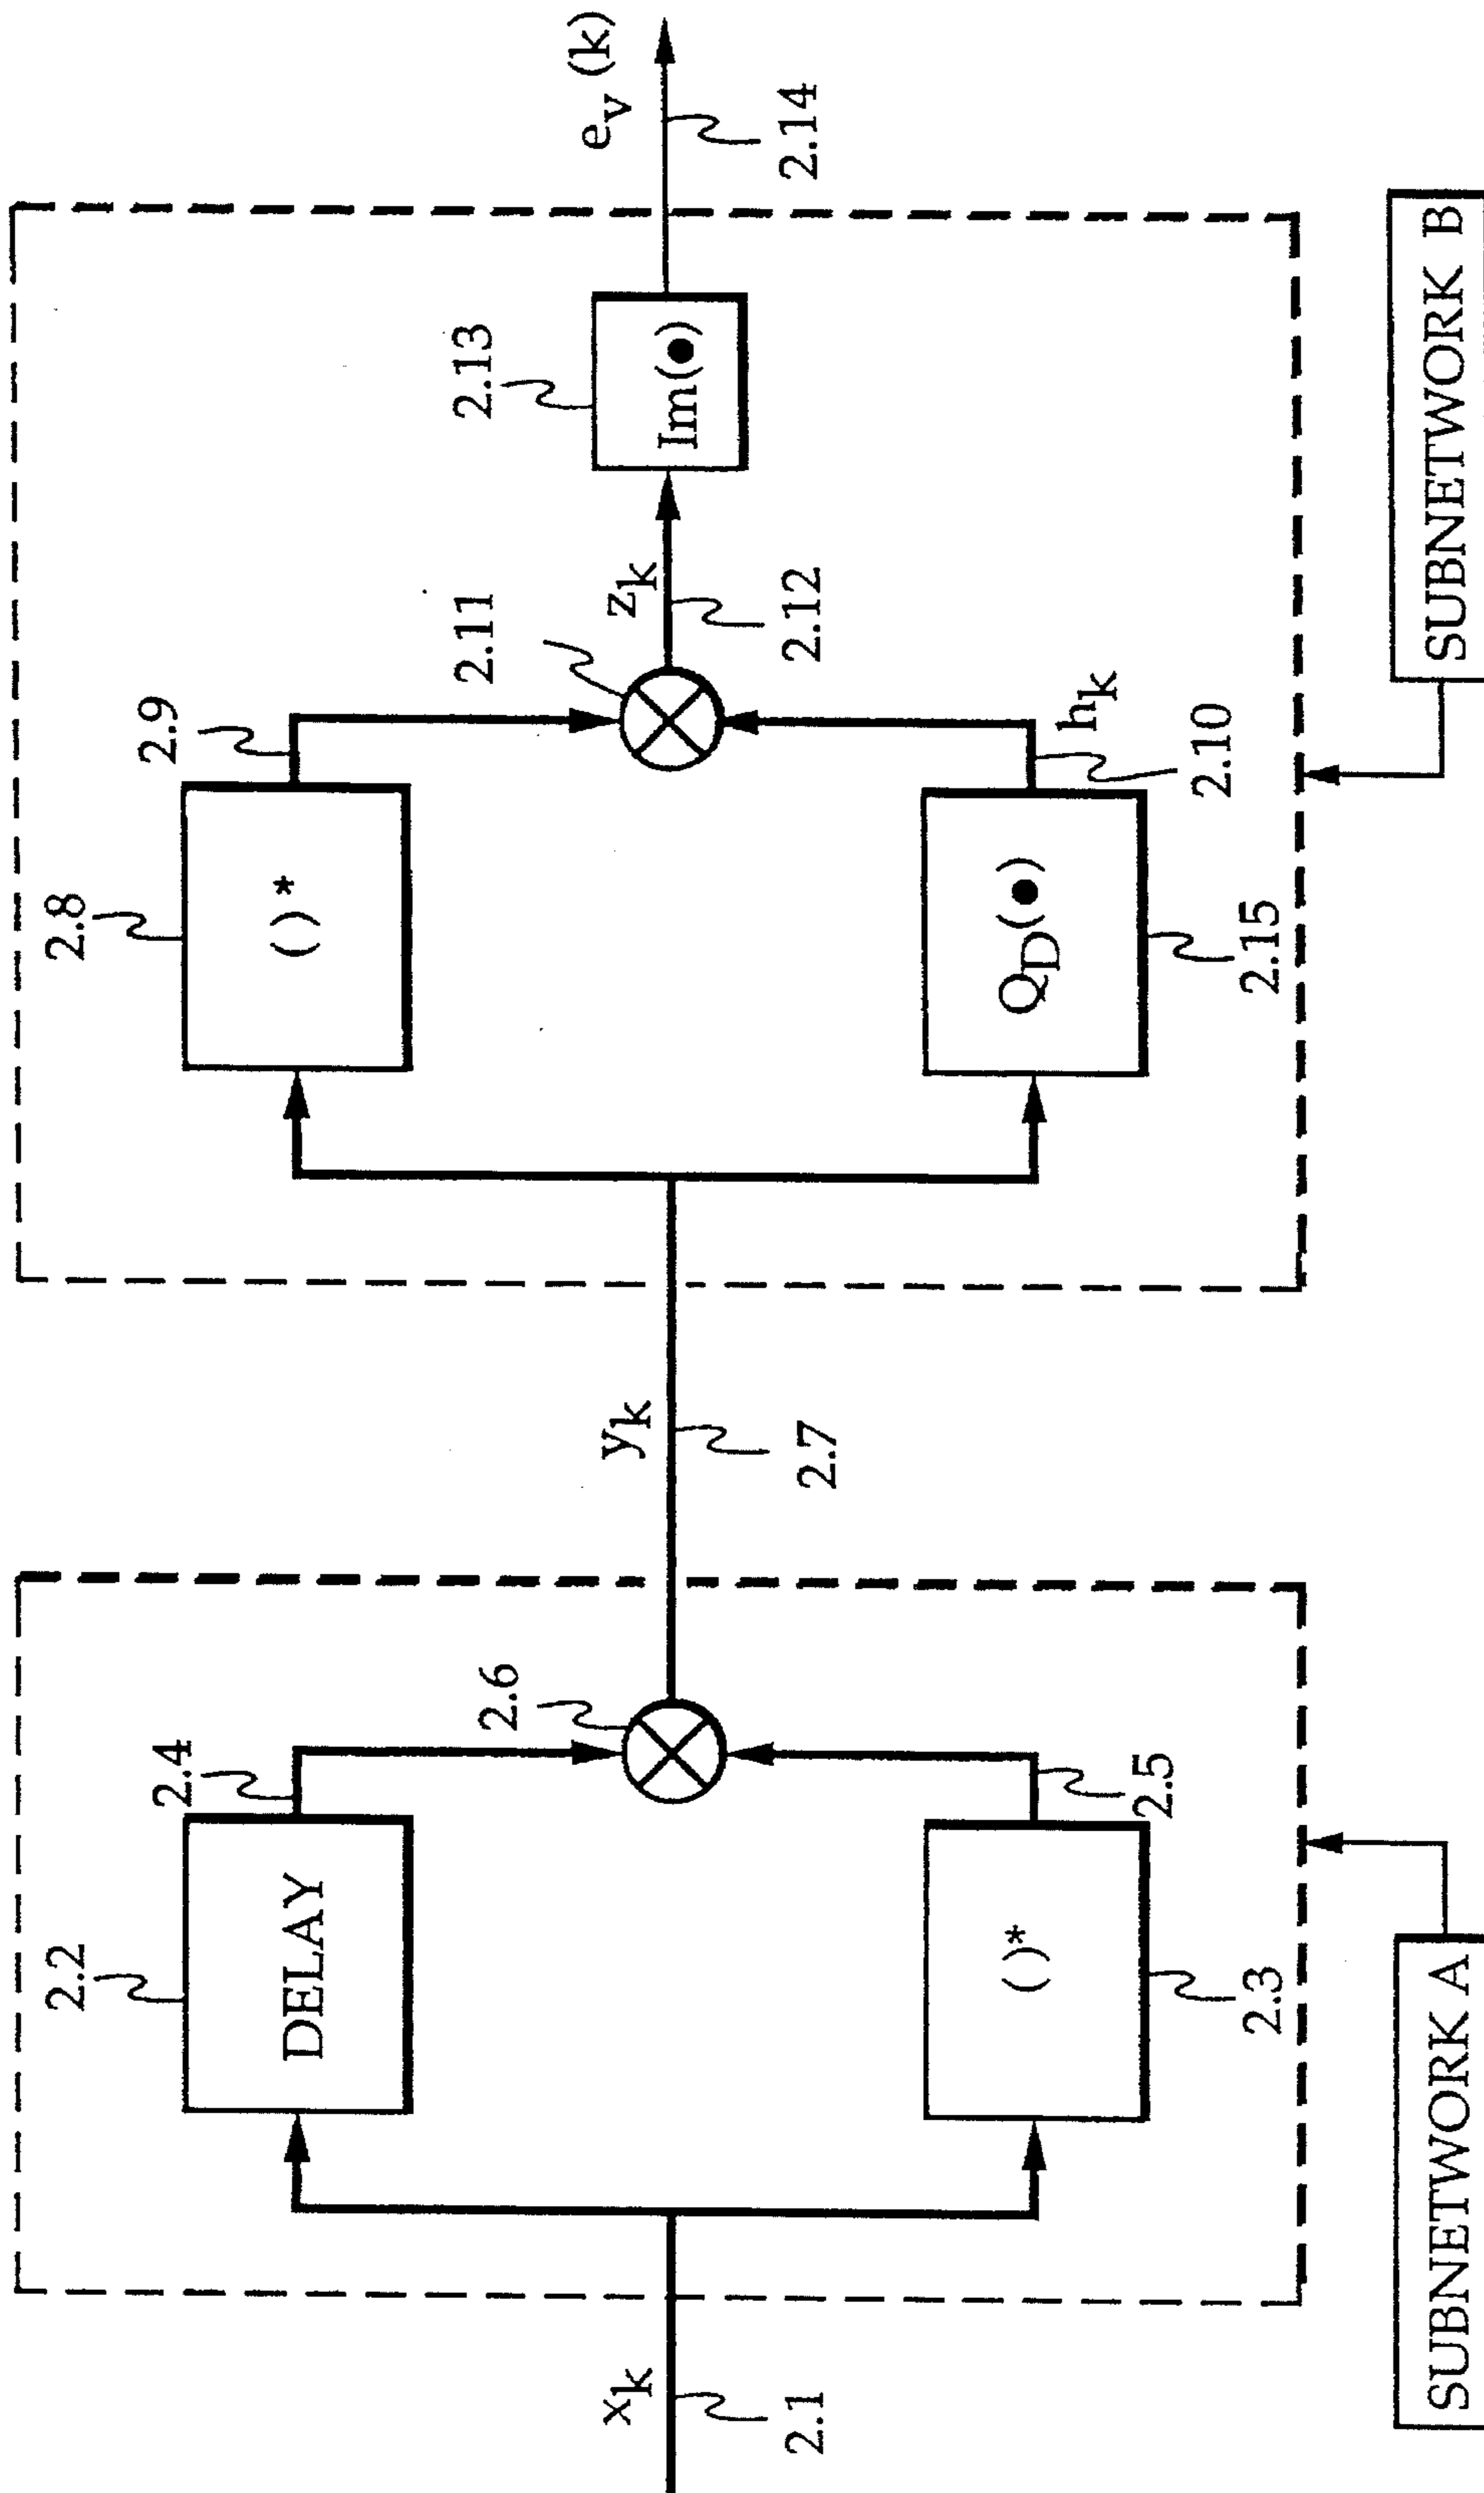 x_k
2.1
2.2
DELAY
2.4
2.3
( )*
2.5
2.6
y_k
2.7
2.8
( )*
2.9
2.15
Q_D(●)
h_k
2.10
2.11
z_k
2.12
2.13
Im(●)
e_v (k)
2.14
SUBNETWORK A
SUBNETWORK B